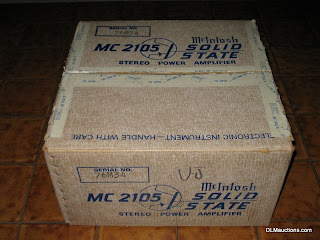 SERIAL NO.
McIntosh
MC 2105 SOLID STATE
STEREO POWER AMPLIFIER
ELECTRONIC INSTRUMENT—HANDLE WITH CARE
SERIAL NO.
76M34
McIntosh
MC 2105 SOLID STATE
STEREO POWER AMPLIFIER
DLMauctions.com